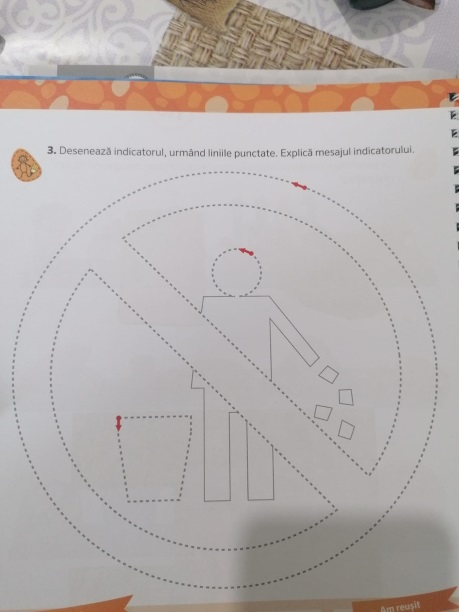 3. Desenează indicatorul, urmând liniile punctate. Explică mesajul indicatorului.
Am reușit